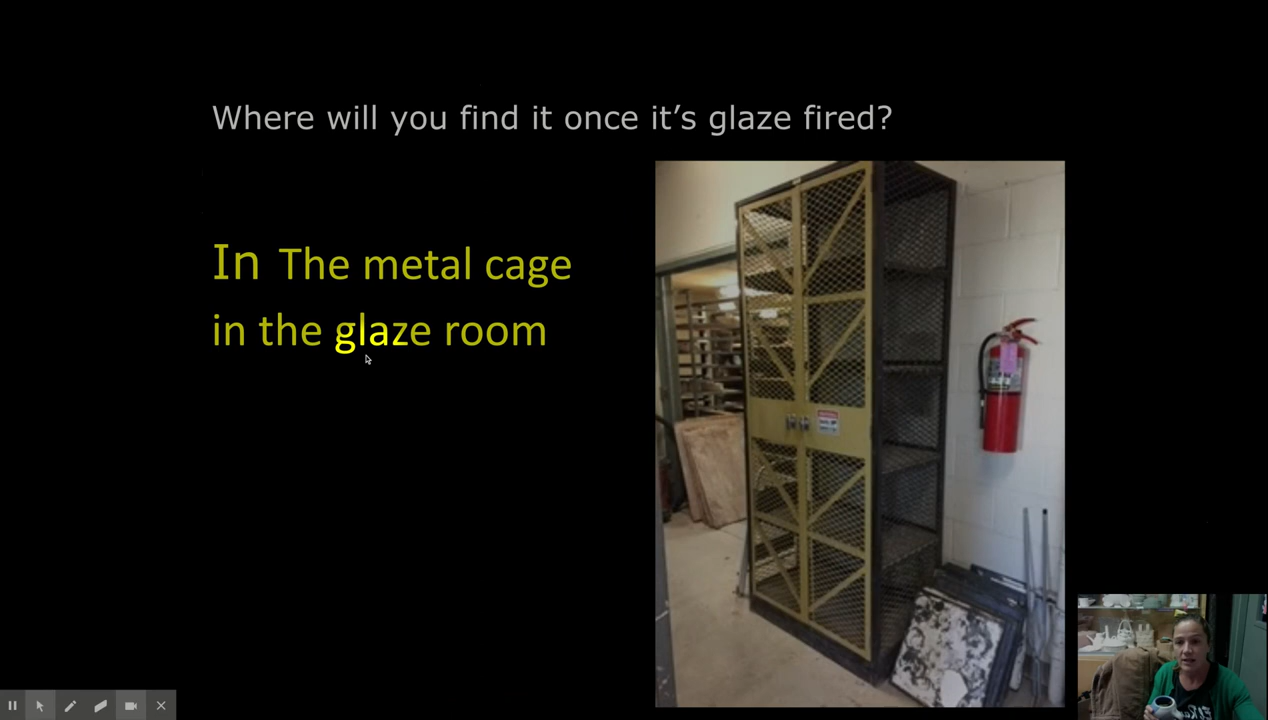 Where will you find it once it’s glaze fired?
In The metal cage
in the glaze room